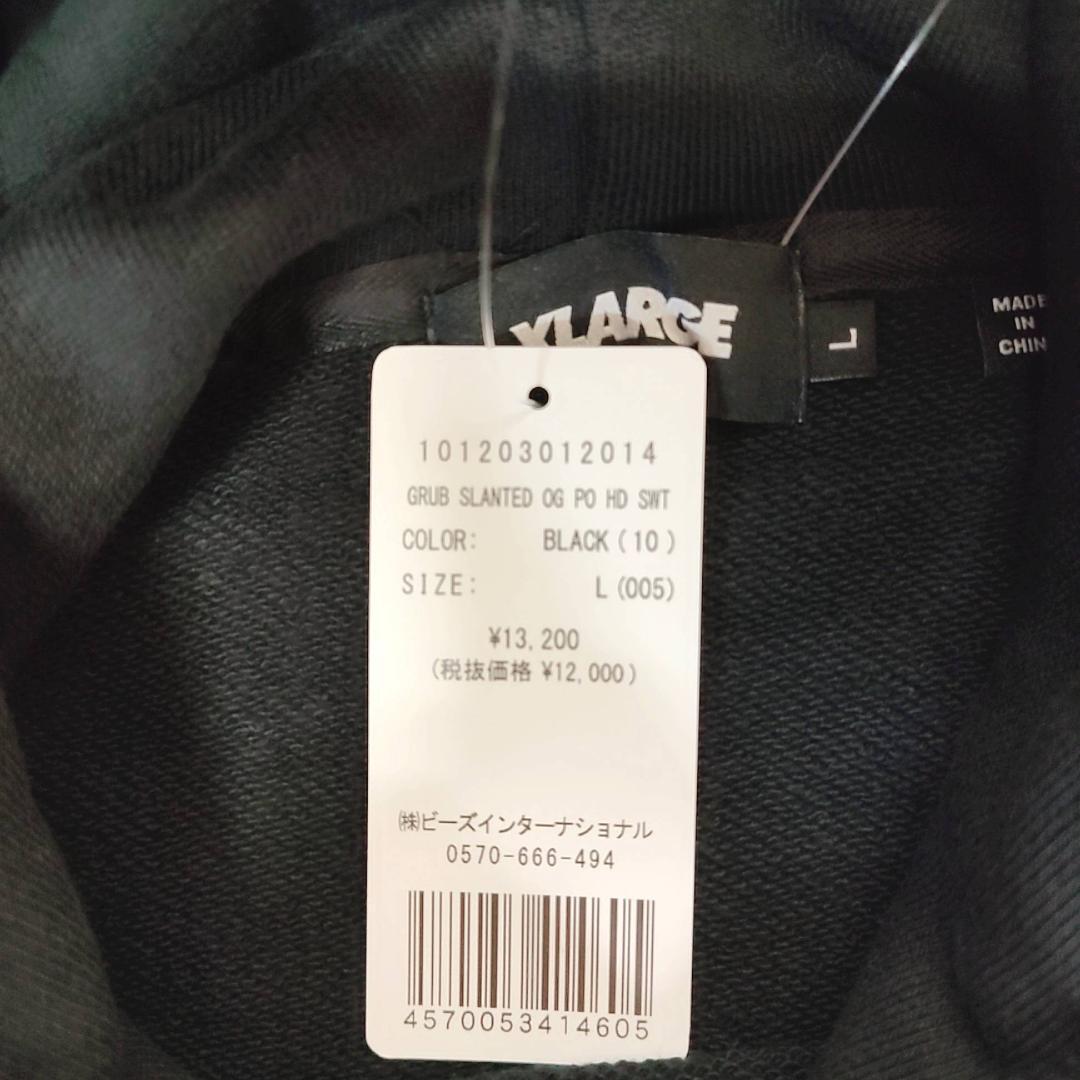 XLARGE
L
MADE
IN
CHIN
101203012014
GRUB SLANTED OG PO HD SWT
COLOR: BLACK(10)
SIZE: L(005)
¥13,200
(税抜価格 ¥12,000)
㈱ビーズインターナショナル
0570-666-494
4570053414605